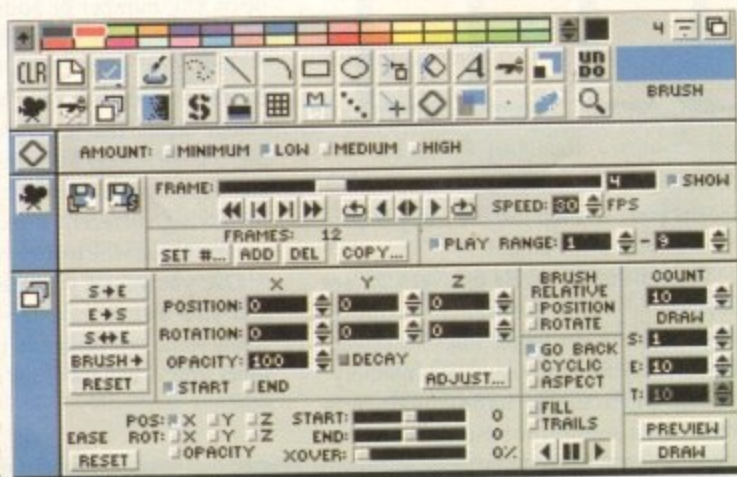 4
CLR A UN DO
BRUSH
$ M
AMOUNT: MINIMUM LOW MEDIUM HIGH
FRAME: 4 SHOW
SPEED: 30 FPS
FRAMES: 12
SET #... ADD DEL COPY... PLAY RANGE: 1 - 9
X Y Z
S→E
E→S
S↔E
BRUSH→
RESET
POSITION: 0 0 0
ROTATION: 0 0 0
OPACITY: 100 DECAY
START END ADJUST...
BRUSH
RELATIVE
POSITION
ROTATE
GO BACK
CYCLIC
ASPECT
FILL
TRAILS
COUNT
10
DRAW
S: 1
E: 10
T: 10
PREVIEW
DRAW
EASE
POS: X Y Z START: 0
ROT: X Y Z END: 0
RESET OPACITY XOVER: 0%